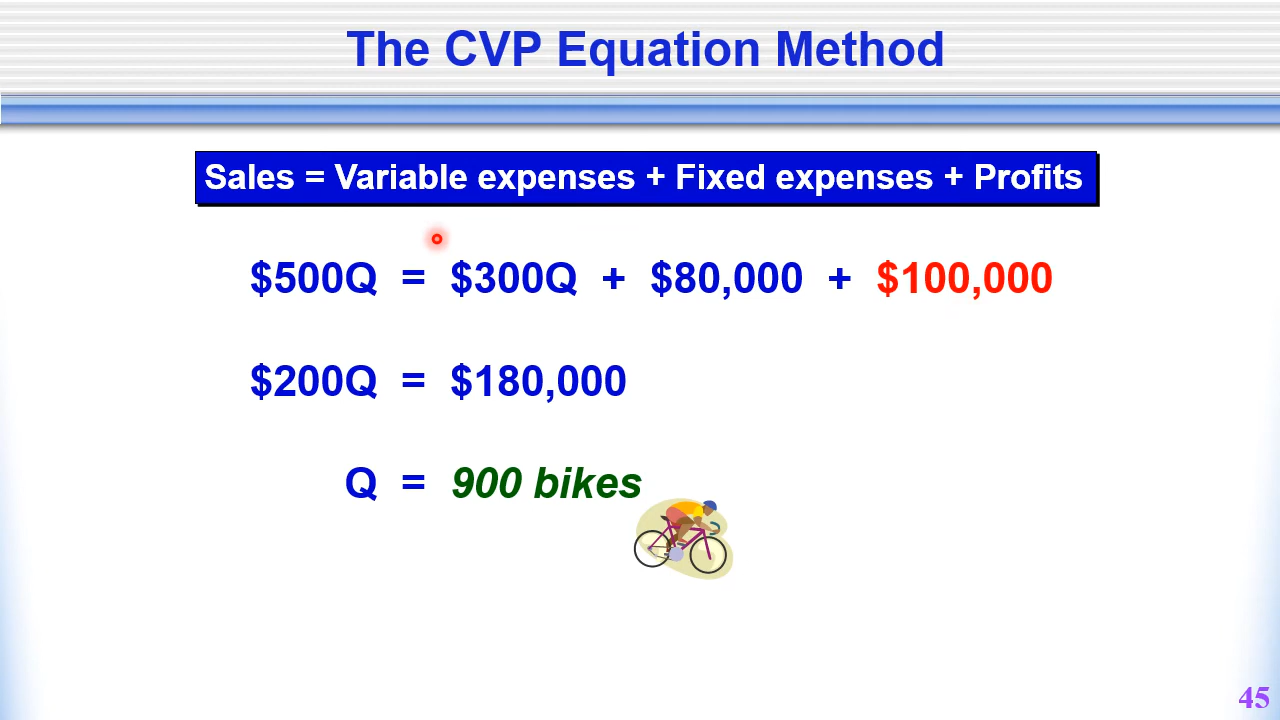 The CVP Equation Method
Sales = Variable expenses + Fixed expenses + Profits
$500Q = $300Q + $80,000 + $100,000
$200Q = $180,000
Q = 900 bikes
45